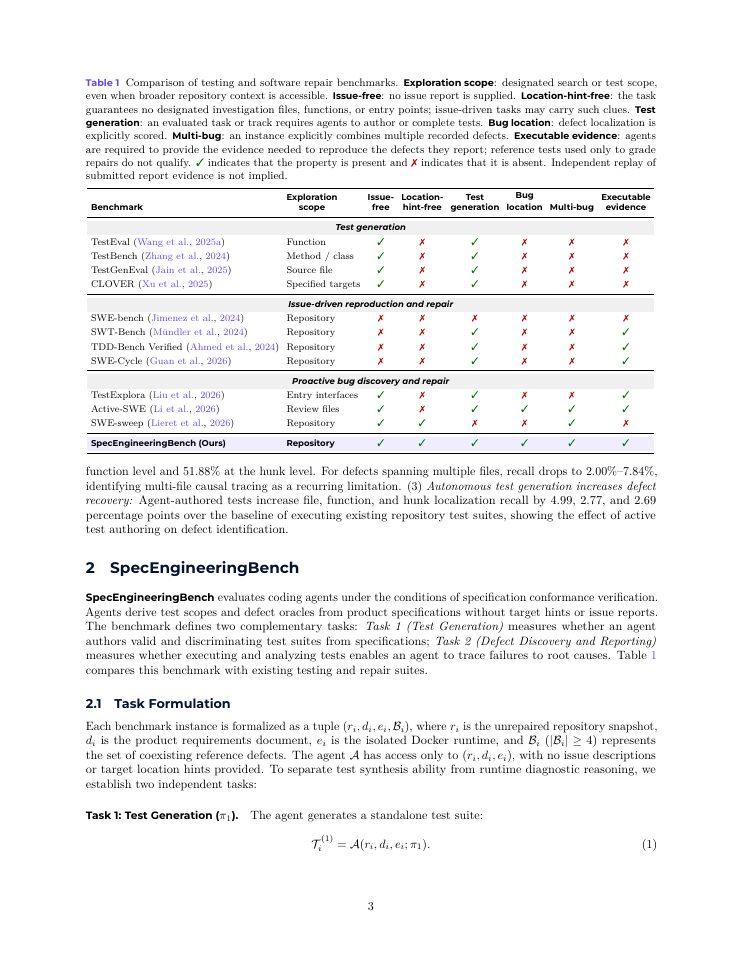 Table 1 Comparison of testing and software repair benchmarks. Exploration scope: designated search or test scope,
even when broader repository context is accessible. Issue-free: no issue report is supplied. Location-hint-free: the task
guarantees no designated investigation files, functions, or entry points; issue-driven tasks may carry such clues. Test
generation: an evaluated task or track requires agents to author or complete tests. Bug location: defect localization is
explicitly scored. Multi-bug: an instance explicitly combines multiple recorded defects. Executable evidence: agents
are required to provide the evidence needed to reproduce the defects they report; reference tests used only to grade
repairs do not qualify. ✓ indicates that the property is present and ✗ indicates that it is absent. Independent replay of
submitted report evidence is not implied.
Benchmark Exploration scope Issue-free Location-hint-free Test generation Bug location Multi-bug Executable evidence
Test generation
TestEval (Wang et al., 2025a) Function ✓ ✗ ✓ ✗ ✗ ✗
TestBench (Zhang et al., 2024) Method / class ✓ ✗ ✓ ✗ ✗ ✗
TestGenEval (Jain et al., 2025) Source file ✓ ✗ ✓ ✗ ✗ ✗
CLOVER (Xu et al., 2025) Specified targets ✓ ✗ ✓ ✗ ✗ ✗
Issue-driven reproduction and repair
SWE-bench (Jimenez et al., 2024) Repository ✗ ✗ ✗ ✗ ✗ ✗
SWT-Bench (Mündler et al., 2024) Repository ✗ ✗ ✓ ✗ ✗ ✓
TDD-Bench Verified (Ahmed et al., 2024) Repository ✗ ✗ ✓ ✗ ✗ ✓
SWE-Cycle (Guan et al., 2026) Repository ✗ ✗ ✓ ✗ ✗ ✓
Proactive bug discovery and repair
TestExplora (Liu et al., 2026) Entry interfaces ✓ ✗ ✓ ✗ ✗ ✓
Active-SWE (Li et al., 2026) Review files ✓ ✗ ✓ ✓ ✓ ✓
SWE-sweep (Lieret et al., 2026) Repository ✓ ✓ ✗ ✗ ✓ ✗
SpecEngineeringBench (Ours) Repository ✓ ✓ ✓ ✓ ✓ ✓
function level and 51.88% at the hunk level. For defects spanning multiple files, recall drops to 2.00%–7.84%,
identifying multi-file causal tracing as a recurring limitation. (3) Autonomous test generation increases defect
recovery: Agent-authored tests increase file, function, and hunk localization recall by 4.99, 2.77, and 2.69
percentage points over the baseline of executing existing repository test suites, showing the effect of active
test authoring on defect identification.
2 SpecEngineeringBench
SpecEngineeringBench evaluates coding agents under the conditions of specification conformance verification.
Agents derive test scopes and defect oracles from product specifications without target hints or issue reports.
The benchmark defines two complementary tasks: Task 1 (Test Generation) measures whether an agent
authors valid and discriminating test suites from specifications; Task 2 (Defect Discovery and Reporting)
measures whether executing and analyzing tests enables an agent to trace failures to root causes. Table 1
compares this benchmark with existing testing and repair suites.
2.1 Task Formulation
Each benchmark instance is formalized as a tuple (r_i, d_i, e_i, ℬ_i), where r_i is the unrepaired repository snapshot,
d_i is the product requirements document, e_i is the isolated Docker runtime, and ℬ_i (|ℬ_i| ≥ 4) represents
the set of coexisting reference defects. The agent 𝒜 has access only to (r_i, d_i, e_i), with no issue descriptions
or target location hints provided. To separate test synthesis ability from runtime diagnostic reasoning, we
establish two independent tasks:
Task 1: Test Generation (π_1). The agent generates a standalone test suite:
𝒯_i^(1) = 𝒜(r_i, d_i, e_i; π_1). (1)
3